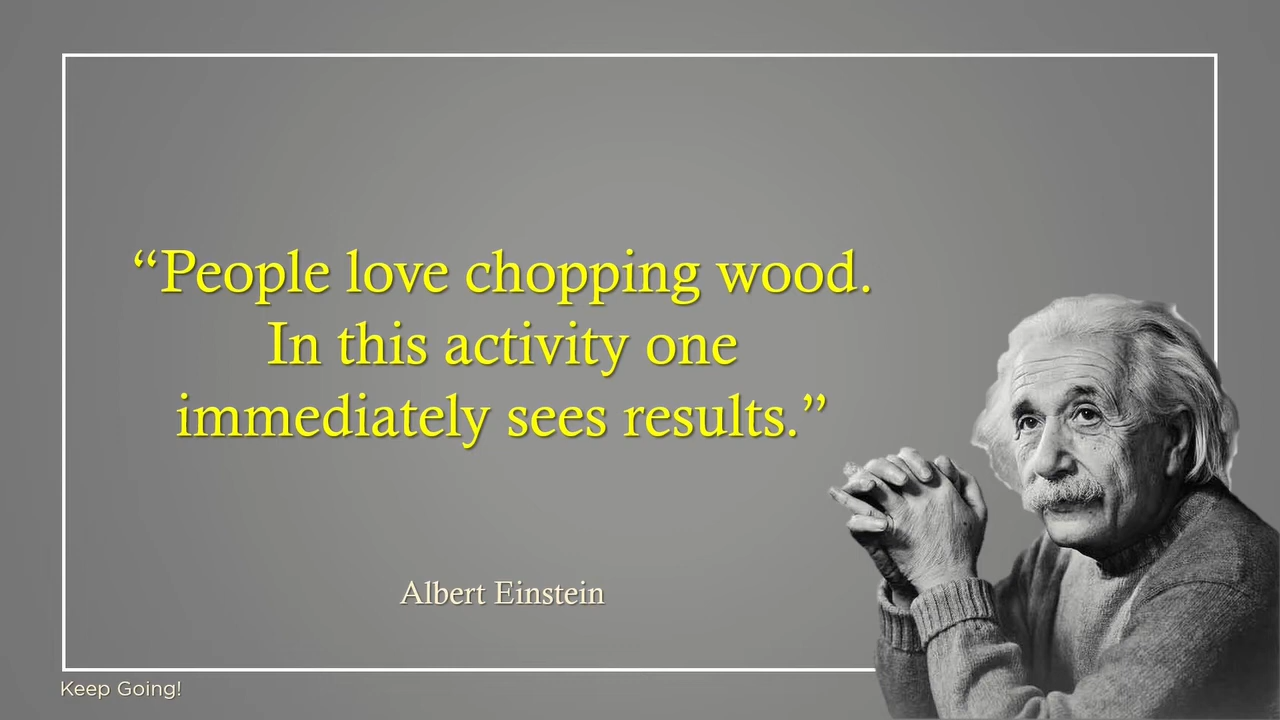 “People love chopping wood.
In this activity one
immediately sees results.”
Albert Einstein
Keep Going!